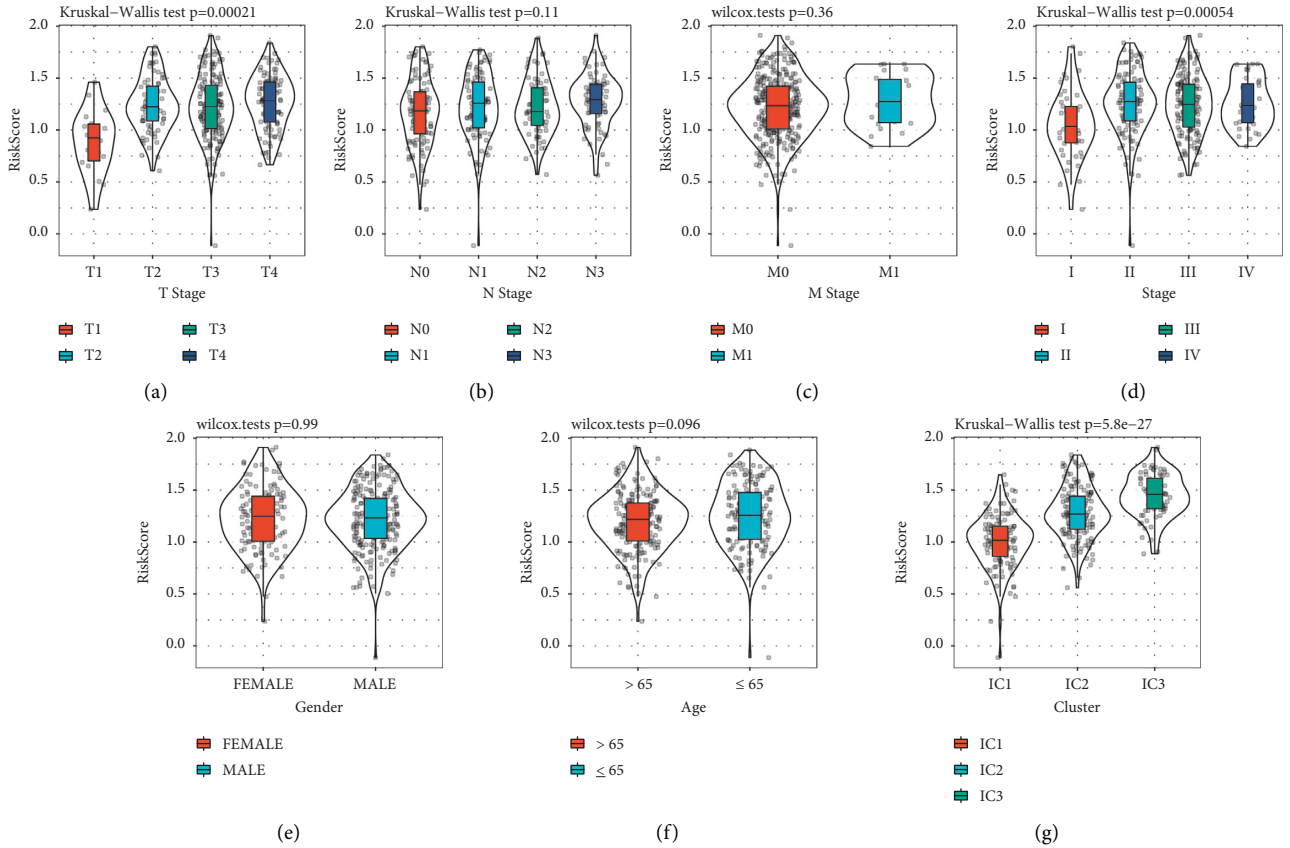 Kruskal−Wallis test p=0.00021
2.0
1.5
1.0
0.5
0.0
RiskScore
T1 T2 T3 T4
T Stage
T1 T3
T2 T4
(a)
Kruskal−Wallis test p=0.11
2.0
1.5
1.0
0.5
0.0
RiskScore
N0 N1 N2 N3
N Stage
N0 N2
N1 N3
(b)
wilcox.tests p=0.36
2.0
1.5
1.0
0.5
0.0
RiskScore
M0 M1
M Stage
M0
M1
(c)
Kruskal−Wallis test p=0.00054
2.0
1.5
1.0
0.5
0.0
RiskScore
I II III IV
Stage
I III
II IV
(d)
wilcox.tests p=0.99
2.0
1.5
1.0
0.5
0.0
RiskScore
FEMALE MALE
Gender
FEMALE
MALE
(e)
wilcox.tests p=0.096
2.0
1.5
1.0
0.5
0.0
RiskScore
> 65 ≤ 65
Age
> 65
≤ 65
(f)
Kruskal−Wallis test p=5.8e−27
2.0
1.5
1.0
0.5
0.0
RiskScore
IC1 IC2 IC3
Cluster
IC1
IC2
IC3
(g)